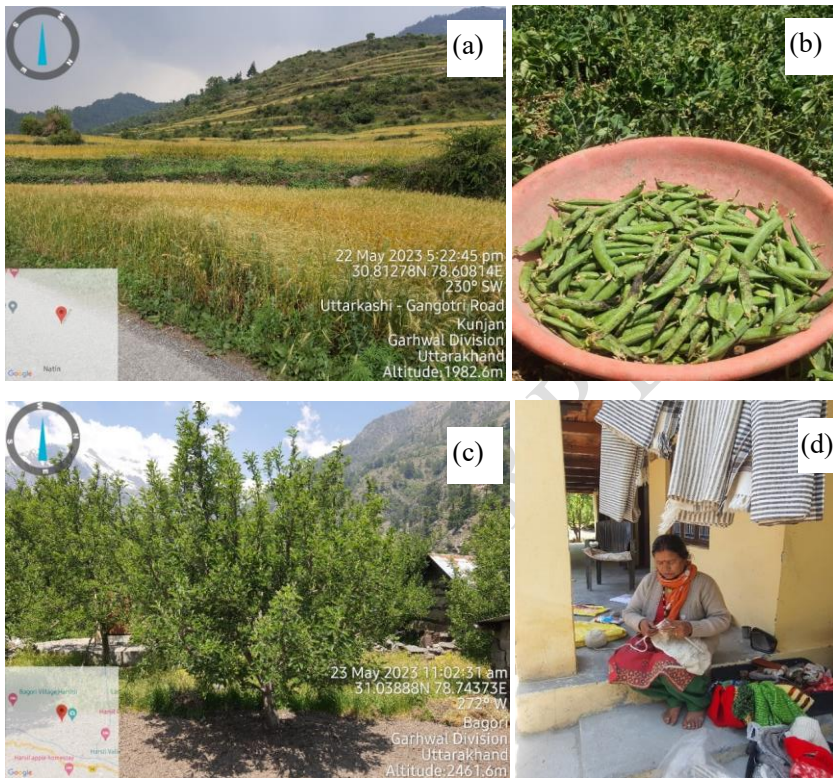 (a)
22 May 2023 5:22:45 pm
30.81278N 78.60814E
230° SW
Uttarkashi - Gangotri Road
Kunjan
Garhwal Division
Uttarakhand
Altitude:1982.6m
Natin
Google
(b)
(c)
23 May 2023 11:02:31 am
31.03888N 78.74373E
272° W
Bagori
Garhwal Division
Uttarakhand
Altitude:2461.6m
Google
(d)